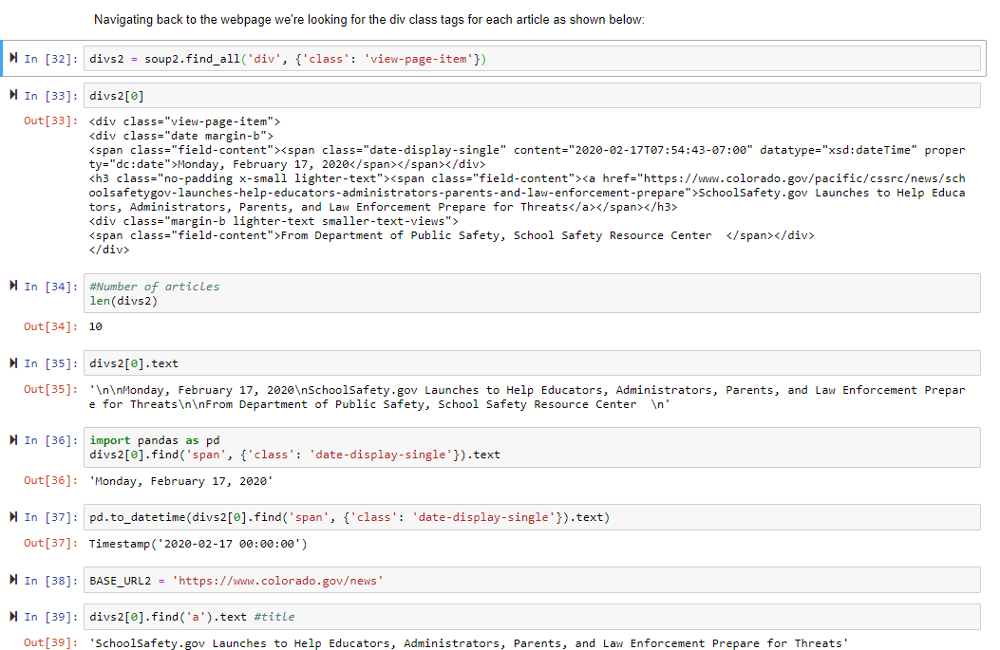 Navigating back to the webpage we're looking for the div class tags for each article as shown below:
In [32]: divs2 = soup2.find_all('div', {'class': 'view-page-item'})
In [33]: divs2[0]
Out[33]: <div class="view-page-item">
<div class="date margin-b">
<span class="field-content"><span class="date-display-single" content="2020-02-17T07:54:43-07:00" datatype="xsd:dateTime" proper
ty="dc:date">Monday, February 17, 2020</span></span></div>
<h3 class="no-padding x-small lighter-text"><span class="field-content"><a href="https://www.colorado.gov/pacific/cssrc/news/sch
oolsafetygov-launches-help-educators-administrators-parents-and-law-enforcement-prepare">SchoolSafety.gov Launches to Help Educa
tors, Administrators, Parents, and Law Enforcement Prepare for Threats</a></span></h3>
<div class="margin-b lighter-text smaller-text-views">
<span class="field-content">From Department of Public Safety, School Safety Resource Center  </span></div>
</div>
In [34]: #Number of articles
len(divs2)
Out[34]: 10
In [35]: divs2[0].text
Out[35]: '\n\nMonday, February 17, 2020\nSchoolSafety.gov Launches to Help Educators, Administrators, Parents, and Law Enforcement Prepar
e for Threats\n\nFrom Department of Public Safety, School Safety Resource Center  \n'
In [36]: import pandas as pd
divs2[0].find('span', {'class': 'date-display-single'}).text
Out[36]: 'Monday, February 17, 2020'
In [37]: pd.to_datetime(divs2[0].find('span', {'class': 'date-display-single'}).text)
Out[37]: Timestamp('2020-02-17 00:00:00')
In [38]: BASE_URL2 = 'https://www.colorado.gov/news'
In [39]: divs2[0].find('a').text #title
Out[39]: 'SchoolSafety.gov Launches to Help Educators, Administrators, Parents, and Law Enforcement Prepare for Threats'